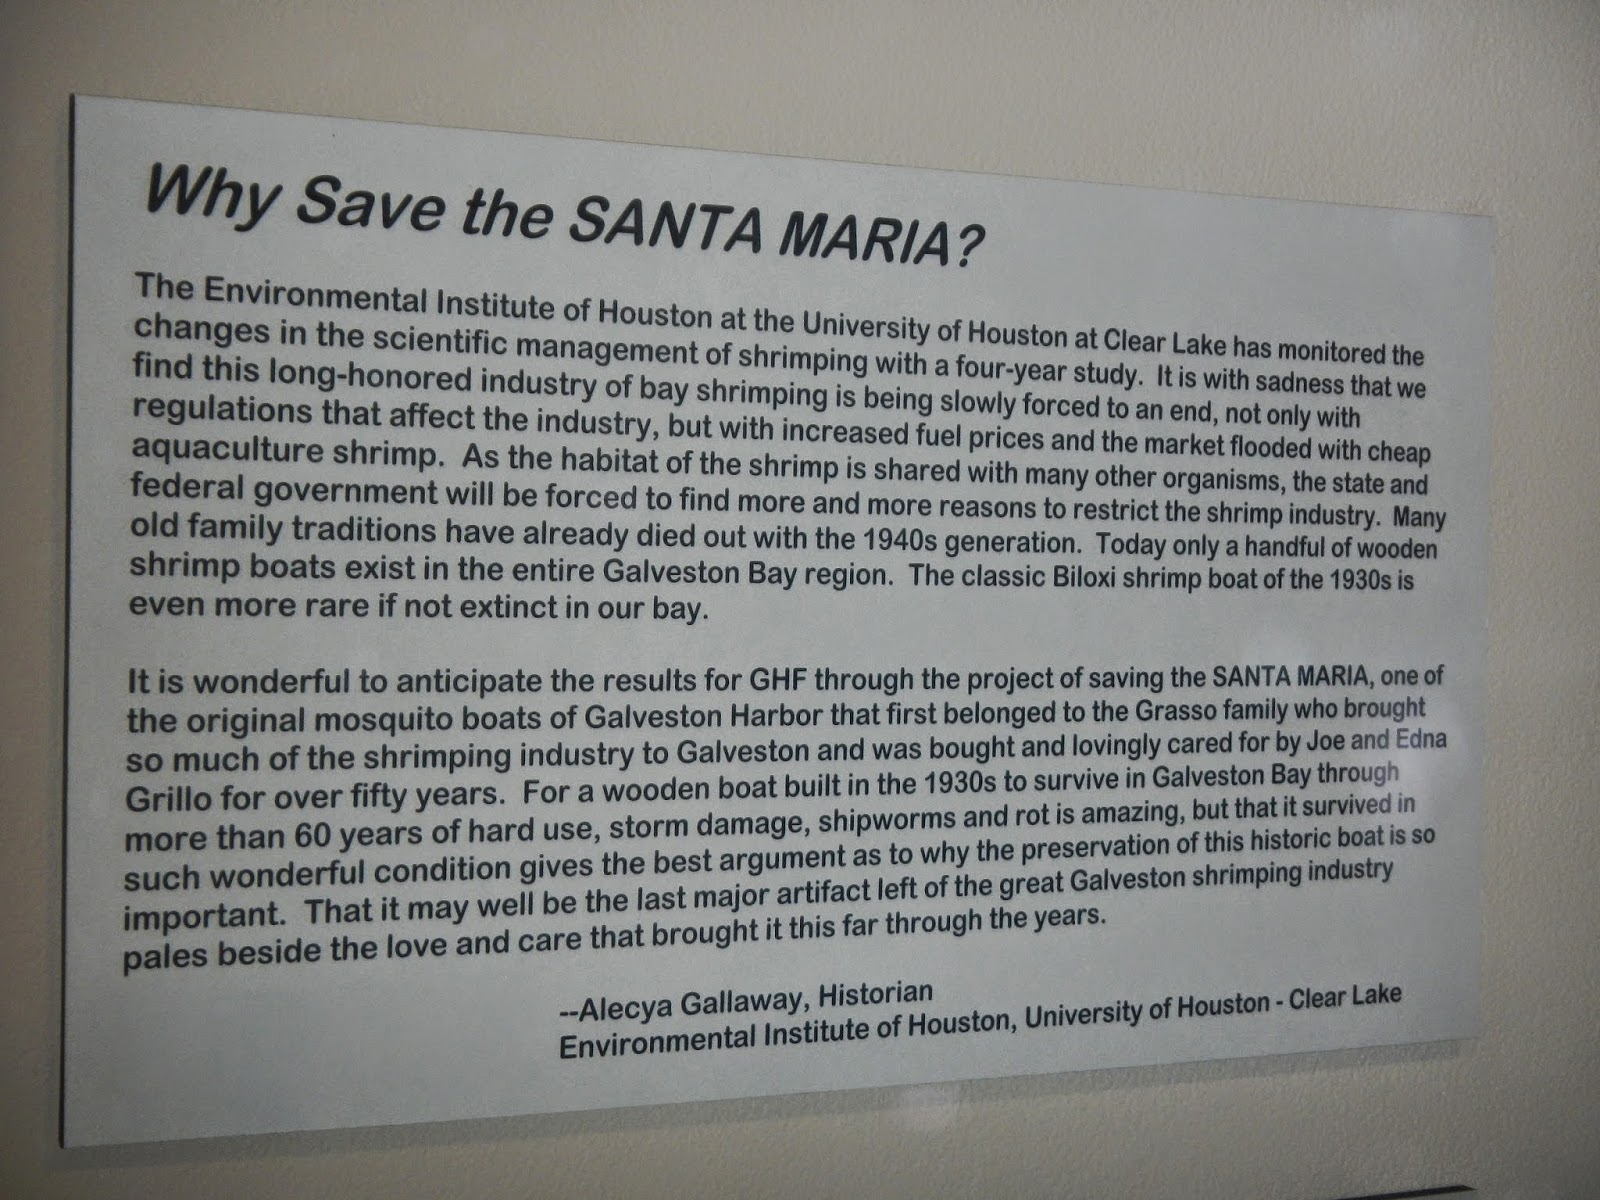 Why Save the SANTA MARIA?
The Environmental Institute of Houston at the University of Houston at Clear Lake has monitored the
changes in the scientific management of shrimping with a four-year study.  It is with sadness that we
find this long-honored industry of bay shrimping is being slowly forced to an end, not only with
regulations that affect the industry, but with increased fuel prices and the market flooded with cheap
aquaculture shrimp.  As the habitat of the shrimp is shared with many other organisms, the state and
federal government will be forced to find more and more reasons to restrict the shrimp industry.  Many
old family traditions have already died out with the 1940s generation.  Today only a handful of wooden
shrimp boats exist in the entire Galveston Bay region.  The classic Biloxi shrimp boat of the 1930s is
even more rare if not extinct in our bay.
It is wonderful to anticipate the results for GHF through the project of saving the SANTA MARIA, one of
the original mosquito boats of Galveston Harbor that first belonged to the Grasso family who brought
so much of the shrimping industry to Galveston and was bought and lovingly cared for by Joe and Edna
Grillo for over fifty years.  For a wooden boat built in the 1930s to survive in Galveston Bay through
more than 60 years of hard use, storm damage, shipworms and rot is amazing, but that it survived in
such wonderful condition gives the best argument as to why the preservation of this historic boat is so
important.  That it may well be the last major artifact left of the great Galveston shrimping industry
pales beside the love and care that brought it this far through the years.
--Alecya Gallaway, Historian
Environmental Institute of Houston, University of Houston - Clear Lake